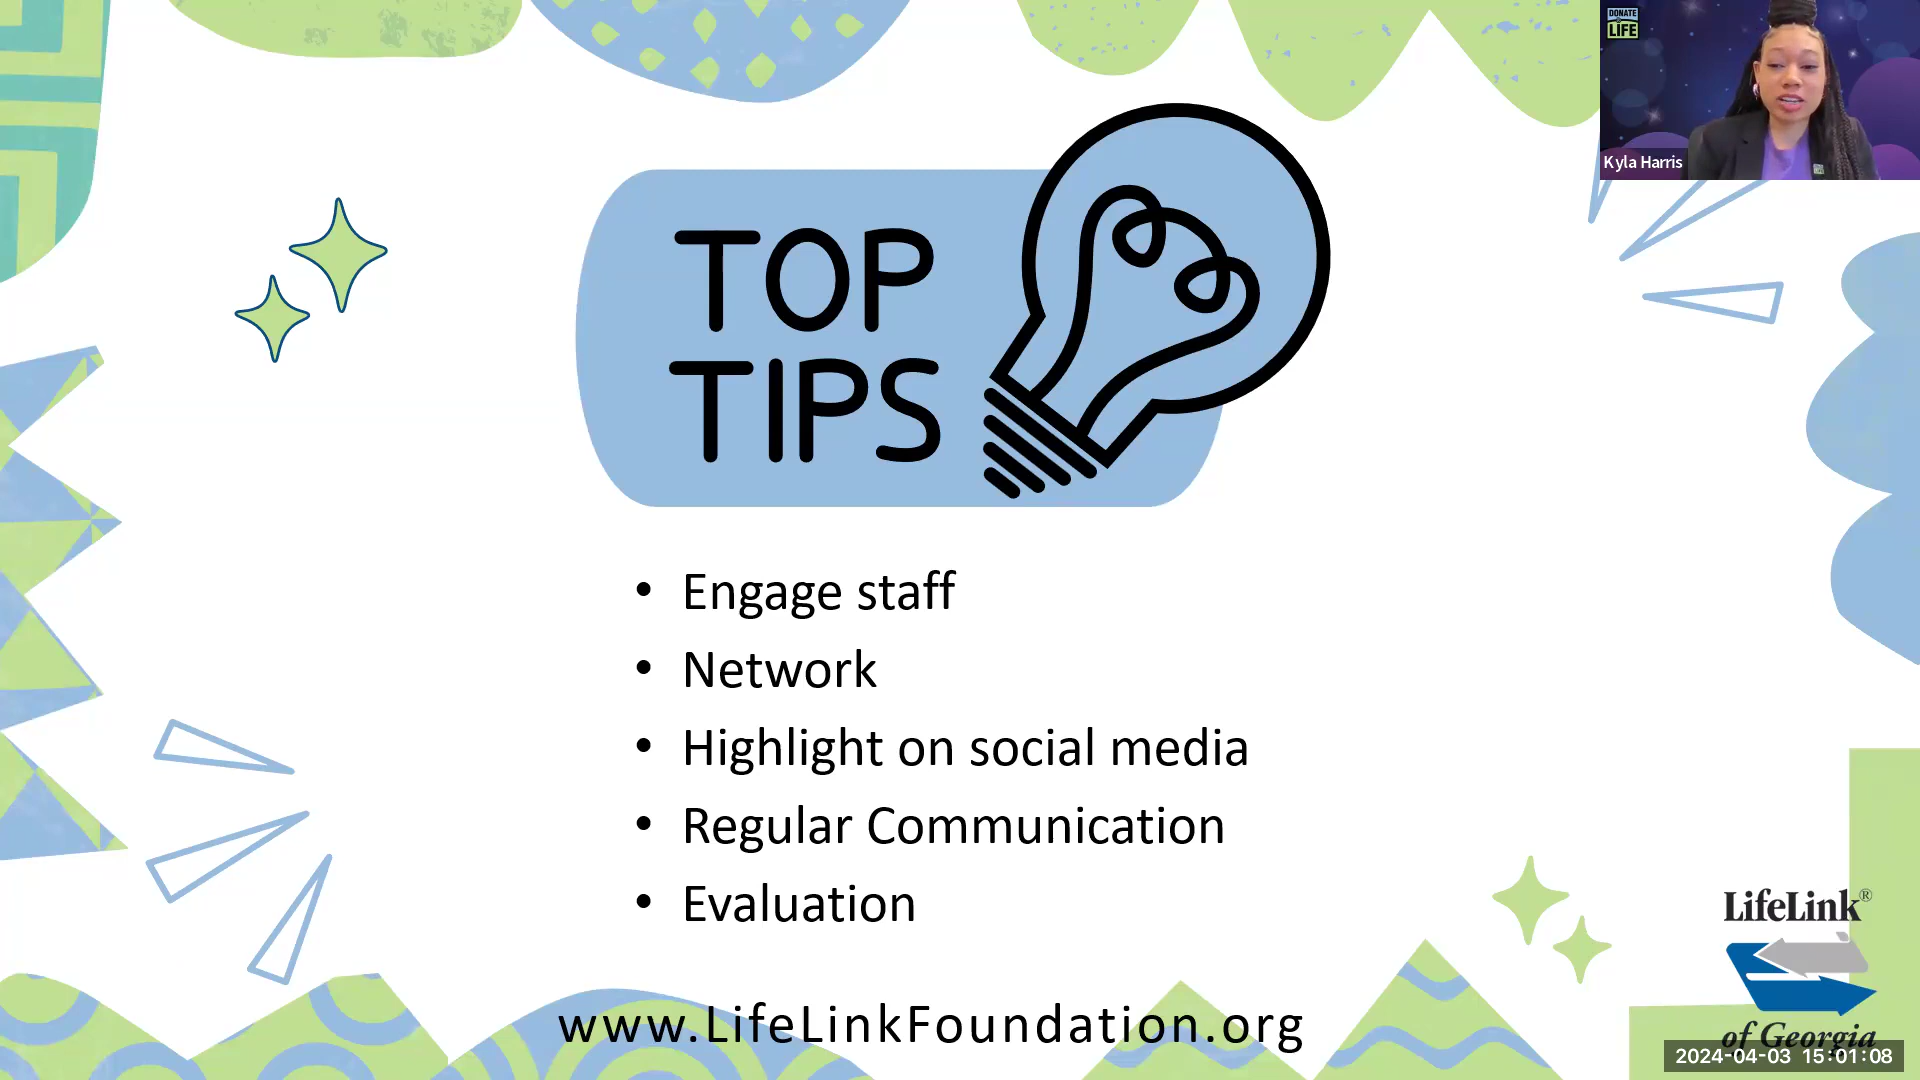 DONATE
LIFE
Kyla Harris
TOP
TIPS
• Engage staff
• Network
• Highlight on social media
• Regular Communication
• Evaluation
www.LifeLinkFoundation.org
LifeLink®
of Georgia
2024-04-03 15:01:08